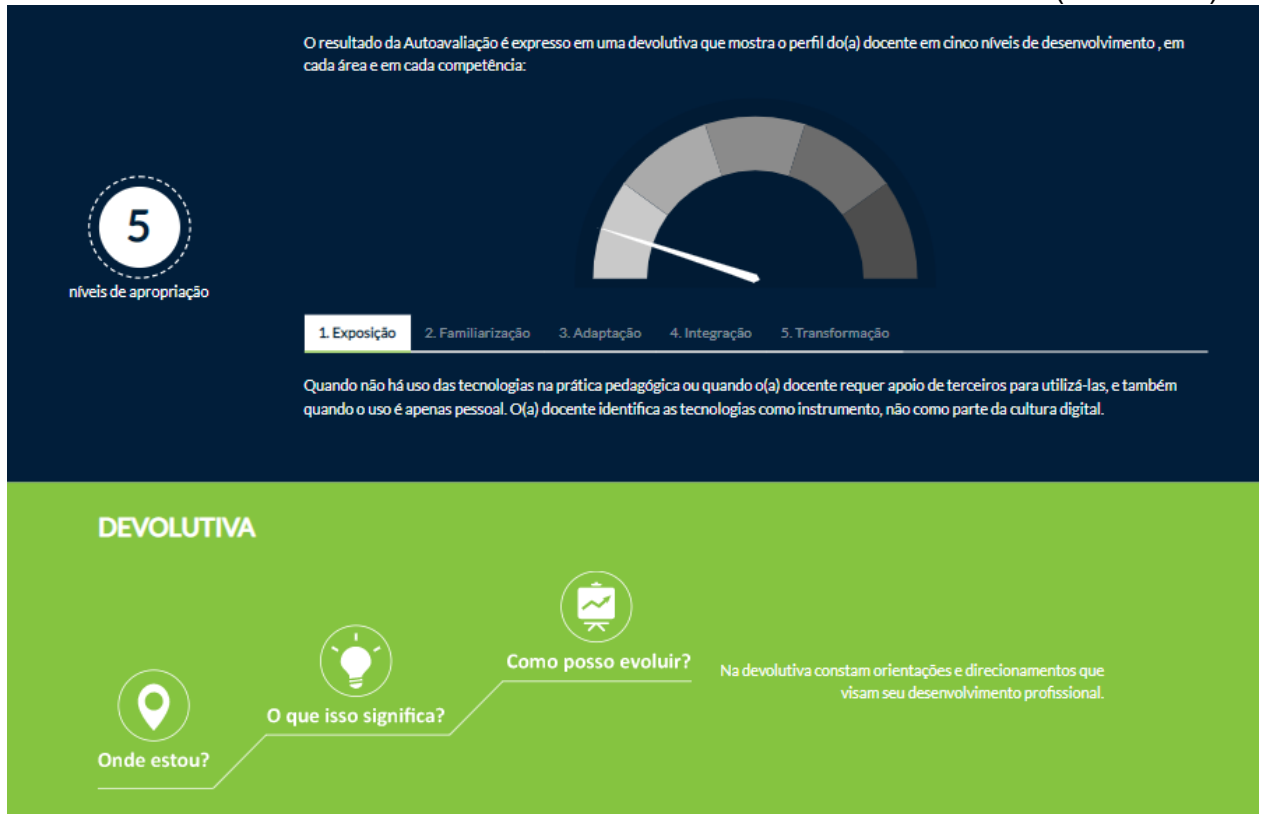 O resultado da Autoavaliação é expresso em uma devolutiva que mostra o perfil do(a) docente em cinco níveis de desenvolvimento , em
cada área e em cada competência:
5
níveis de apropriação
1. Exposição 2. Familiarização 3. Adaptação 4. Integração 5. Transformação
Quando não há uso das tecnologias na prática pedagógica ou quando o(a) docente requer apoio de terceiros para utilizá-las, e também
quando o uso é apenas pessoal. O(a) docente identifica as tecnologias como instrumento, não como parte da cultura digital.
DEVOLUTIVA
Onde estou?
O que isso significa?
Como posso evoluir?
Na devolutiva constam orientações e direcionamentos que
visam seu desenvolvimento profissional.